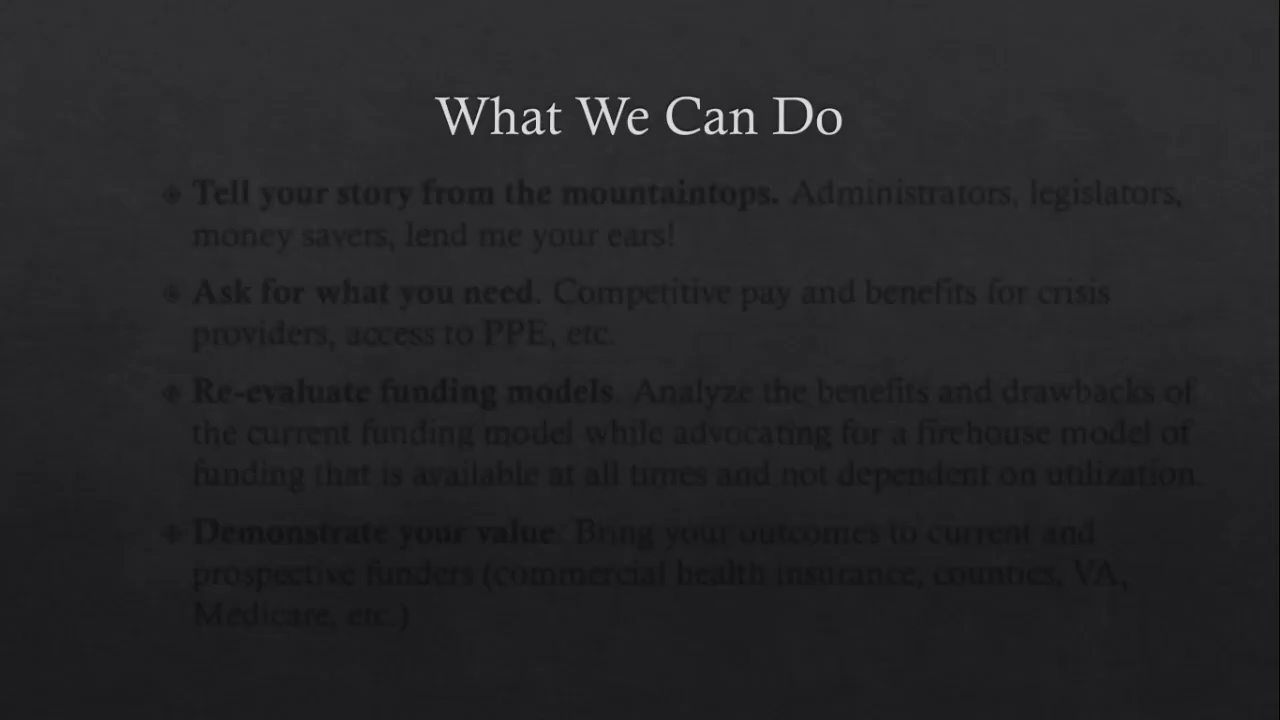 What We Can Do
Tell your story from the mountaintops. Administrators, legislators,
money savers, lend me your ears!
Ask for what you need. Competitive pay and benefits for crisis
providers, access to PPE, etc.
Re-evaluate funding models. Analyze the benefits and drawbacks of
the current funding model while advocating for a firehouse model of
funding that is available at all times and not dependent on utilization.
Demonstrate your value. Bring your outcomes to current and
prospective funders (commercial health insurance, counties, VA,
Medicare, etc.)